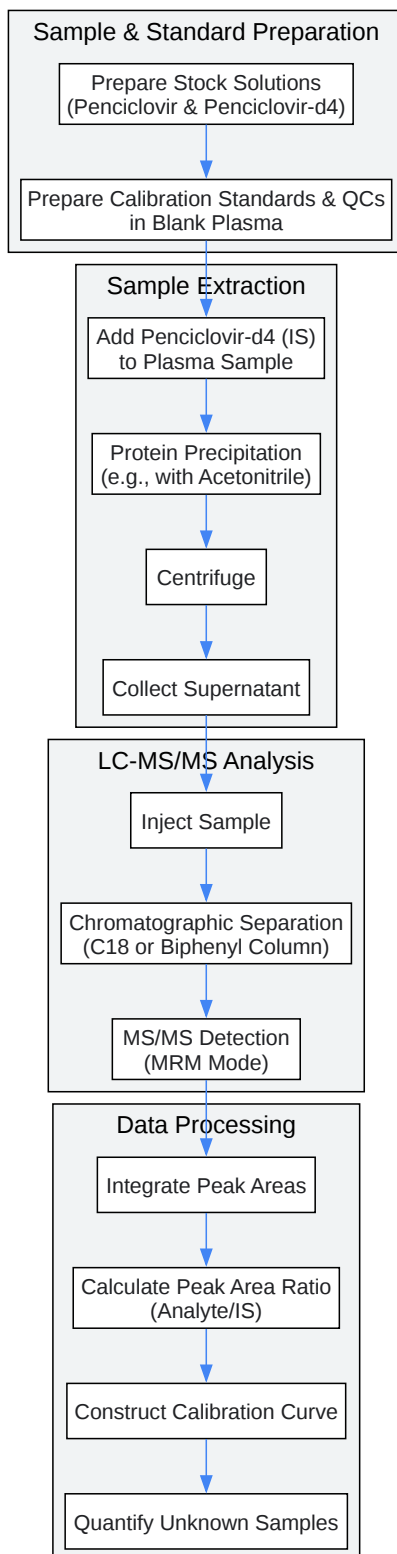 Sample & Standard Preparation
Prepare Stock Solutions
(Penciclovir & Penciclovir-d4)
Prepare Calibration Standards & QCs
in Blank Plasma
Sample Extraction
Add Penciclovir-d4 (IS)
to Plasma Sample
Protein Precipitation
(e.g., with Acetonitrile)
Centrifuge
Collect Supernatant
LC-MS/MS Analysis
Inject Sample
Chromatographic Separation
(C18 or Biphenyl Column)
MS/MS Detection
(MRM Mode)
Data Processing
Integrate Peak Areas
Calculate Peak Area Ratio
(Analyte/IS)
Construct Calibration Curve
Quantify Unknown Samples